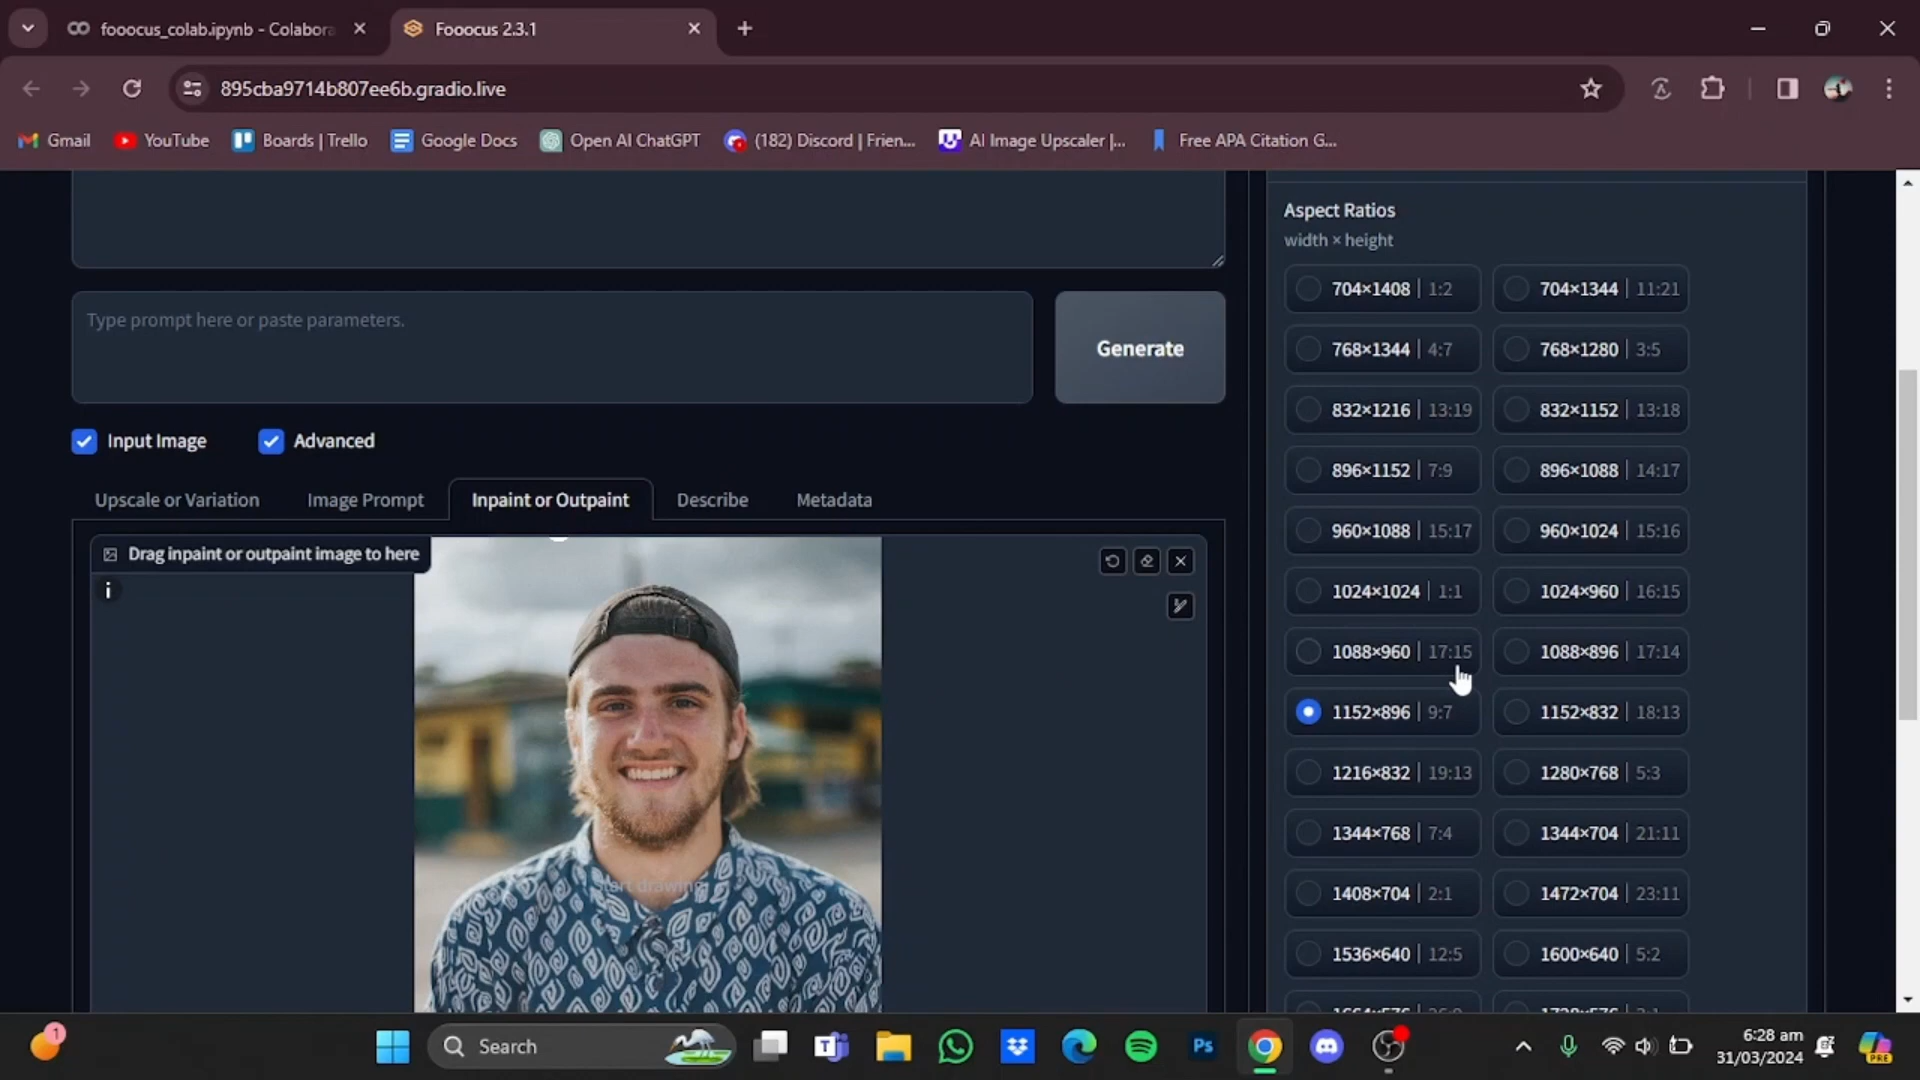 fooocus_colab.ipynb - Colabora
Fooocus 2.3.1
895cba9714b807ee6b.gradio.live
Gmail
YouTube
Boards | Trello
Google Docs
Open AI ChatGPT
(182) Discord | Frien...
AI Image Upscaler |...
Free APA Citation G...
Type prompt here or paste parameters.
Generate
Input Image
Advanced
Upscale or Variation
Image Prompt
Inpaint or Outpaint
Describe
Metadata
Drag inpaint or outpaint image to here
Start drawing
Aspect Ratios
width × height
704×1408 | 1:2
704×1344 | 11:21
768×1344 | 4:7
768×1280 | 3:5
832×1216 | 13:19
832×1152 | 13:18
896×1152 | 7:9
896×1088 | 14:17
960×1088 | 15:17
960×1024 | 15:16
1024×1024 | 1:1
1024×960 | 16:15
1088×960 | 17:15
1088×896 | 17:14
1152×896 | 9:7
1152×832 | 18:13
1216×832 | 19:13
1280×768 | 5:3
1344×768 | 7:4
1344×704 | 21:11
1408×704 | 2:1
1472×704 | 23:11
1536×640 | 12:5
1600×640 | 5:2
1
Search
T
Ps
6:28 am
31/03/2024
PRE